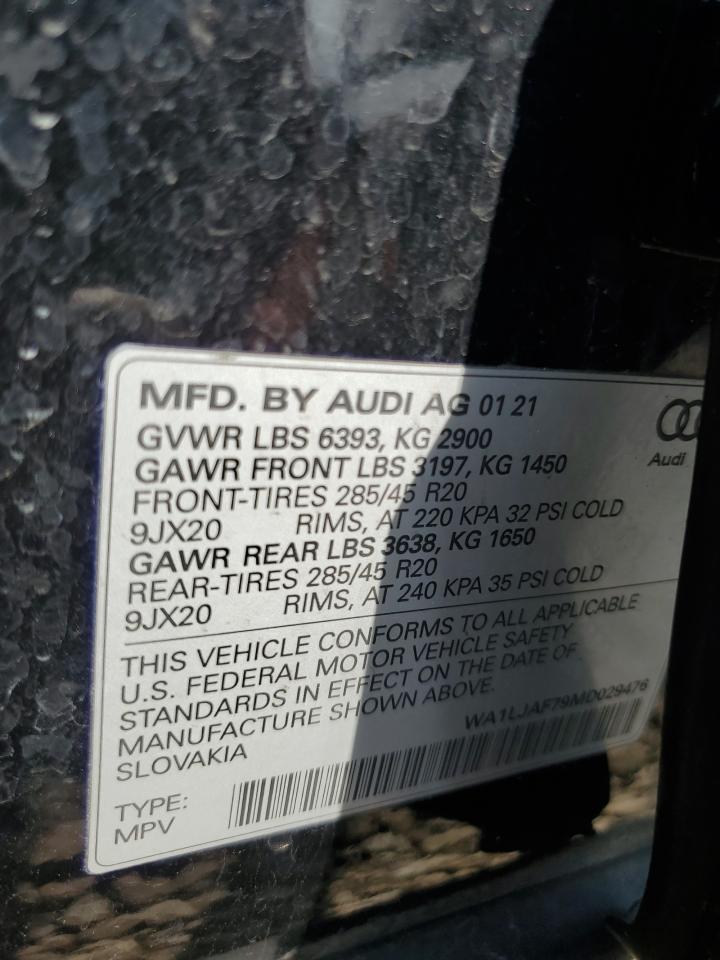 MFD. BY AUDI AG 01 21
GVWR LBS 6393, KG 2900
GAWR FRONT LBS 3197, KG 1450
FRONT-TIRES 285/45 R20
9JX20 RIMS, AT 220 KPA 32 PSI COLD
GAWR REAR LBS 3638, KG 1650
REAR-TIRES 285/45 R20
9JX20 RIMS, AT 240 KPA 35 PSI COLD
Audi
THIS VEHICLE CONFORMS TO ALL APPLICABLE
U.S. FEDERAL MOTOR VEHICLE SAFETY
STANDARDS IN EFFECT ON THE DATE OF
MANUFACTURE SHOWN ABOVE.
SLOVAKIA
WA1LJAF79MD029476
TYPE:
MPV